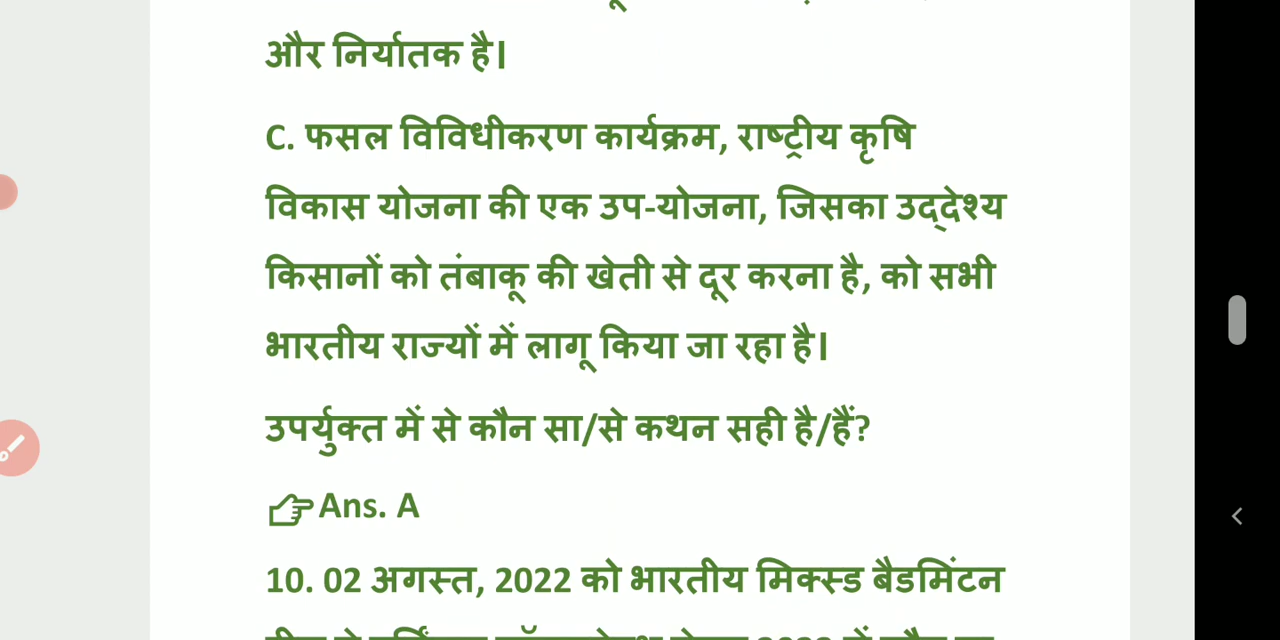 और निर्यातक है।
C. फसल विविधीकरण कार्यक्रम, राष्ट्रीय कृषि
विकास योजना की एक उप-योजना, जिसका उद्देश्य
किसानों को तंबाकू की खेती से दूर करना है, को सभी
भारतीय राज्यों में लागू किया जा रहा है।
उपर्युक्त में से कौन सा/से कथन सही है/हैं?
👉Ans. A
10. 02 अगस्त, 2022 को भारतीय मिक्स्ड बैडमिंटन